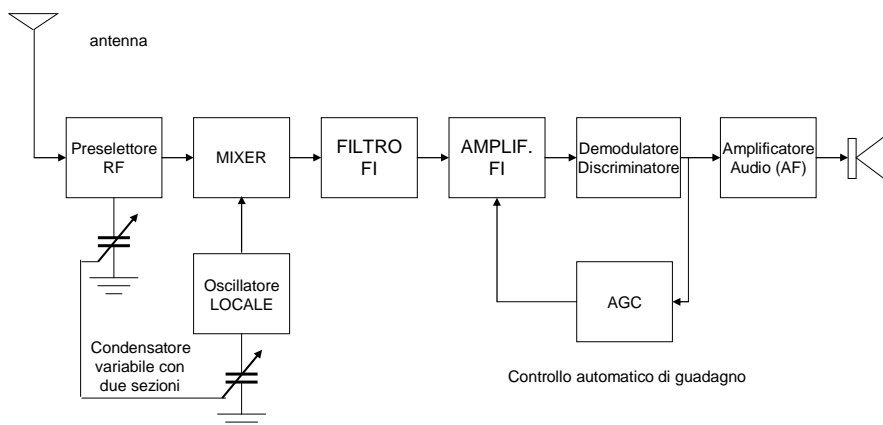 antenna
Preselettore
RF
MIXER
FILTRO
FI
AMPLIF.
FI
Demodulatore
Discriminatore
Amplificatore
Audio (AF)
Oscillatore
LOCALE
AGC
Condensatore
variabile con
due sezioni
Controllo automatico di guadagno